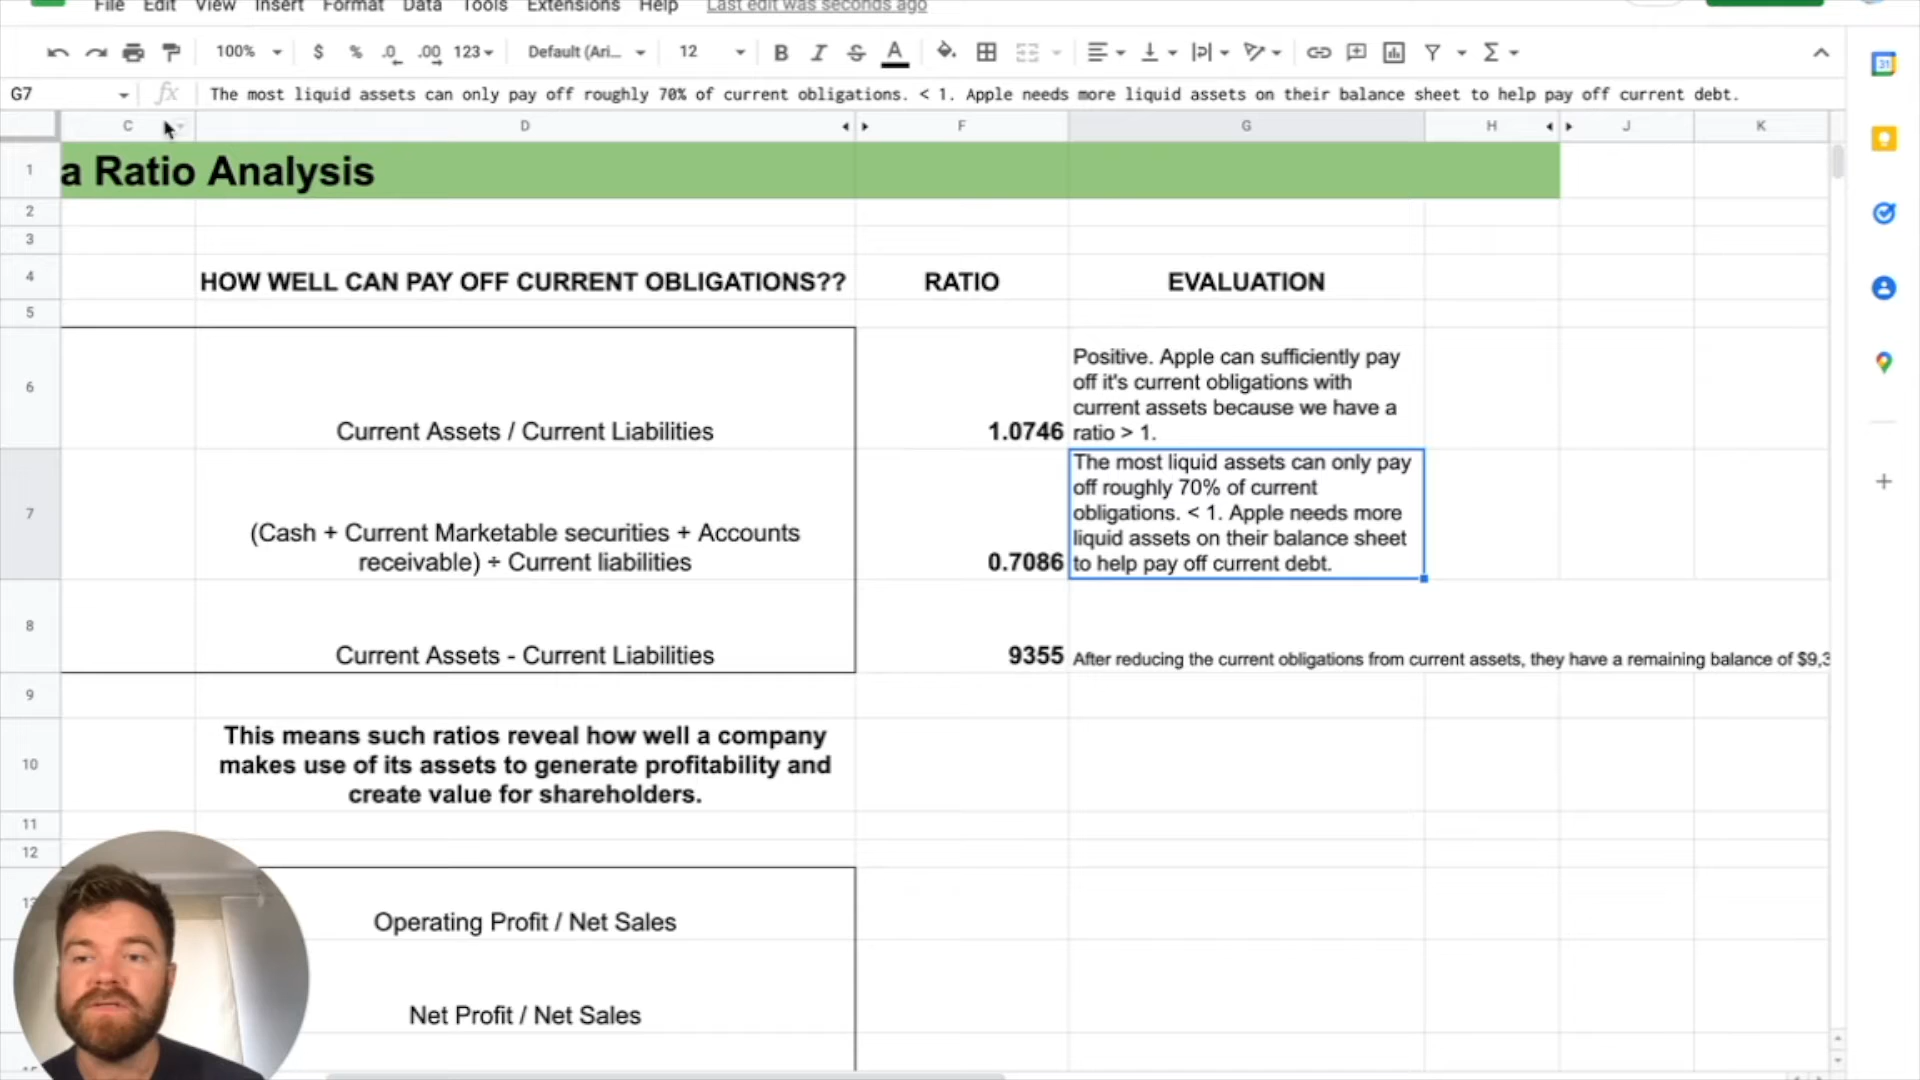 File Edit View Insert Format Data Tools Extensions Help Last edit was seconds ago
100% $ % .0 .00 123 Default (Ari... 12 B I S A
G7 fx The most liquid assets can only pay off roughly 70% of current obligations. < 1. Apple needs more liquid assets on their balance sheet to help pay off current debt.
C D F G H J K
1 a Ratio Analysis
2
3
4 HOW WELL CAN PAY OFF CURRENT OBLIGATIONS?? RATIO EVALUATION
5
6 Current Assets / Current Liabilities 1.0746
Positive. Apple can sufficiently pay
off it's current obligations with
current assets because we have a
ratio > 1.
7 (Cash + Current Marketable securities + Accounts
receivable) ÷ Current liabilities 0.7086
The most liquid assets can only pay
off roughly 70% of current
obligations. < 1. Apple needs more
liquid assets on their balance sheet
to help pay off current debt.
8 Current Assets - Current Liabilities 9355 After reducing the current obligations from current assets, they have a remaining balance of $9,3
9
10 This means such ratios reveal how well a company
makes use of its assets to generate profitability and
create value for shareholders.
11
12
Operating Profit / Net Sales
Net Profit / Net Sales
31